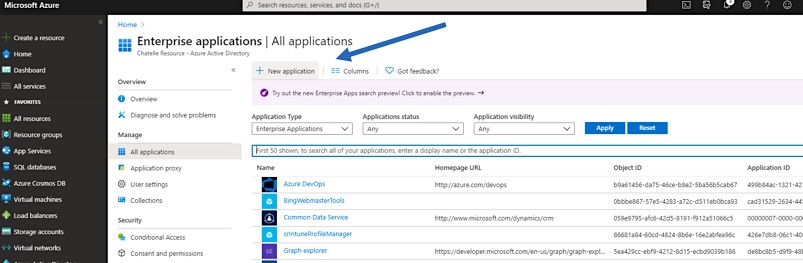 Microsoft Azure
Search resources, services, and docs (G+/)
Create a resource
Home
Dashboard
All services
FAVORITES
All resources
Resource groups
App Services
SQL databases
Azure Cosmos DB
Virtual machines
Load balancers
Storage accounts
Virtual networks
Home >
Enterprise applications | All applications
Chatelle Resource - Azure Active Directory
Overview
Overview
Diagnose and solve problems
Manage
All applications
Application proxy
User settings
Collections
Security
Conditional Access
Consent and permissions
+ New application
Columns
Got feedback?
Try out the new Enterprise Apps search preview! Click to enable the preview. →
Application Type Applications status Application visibility
Enterprise Applications Any Any Apply Reset
First 50 shown, to search all of your applications, enter a display name or the application ID.
Name Homepage URL Object ID Application ID
Azure DevOps http://azure.com/devops b9a61456-da75-46ce-b8e2-5ba56b5cab67 499b84ac-1321-42
BingWebmasterTools 0bbbe867-57e5-4283-a72c-d511eb0bca93 cad31529-2634-44
Common Data Service http://www.microsoft.com/dynamics/crm 059e9795-afc6-42d5-8191-f912a51066c5 00000007-0000-00
crintuneProfileManager 86681a84-60cd-4824-8b6e-16e2abfea96c 426e7db8-06c1-40
Graph explorer https://developer.microsoft.com/en-us/graph/graph-expl... 5ea429cc-ebf9-4212-8d15-ecbd9039b186 de8bc8b5-d9f9-48